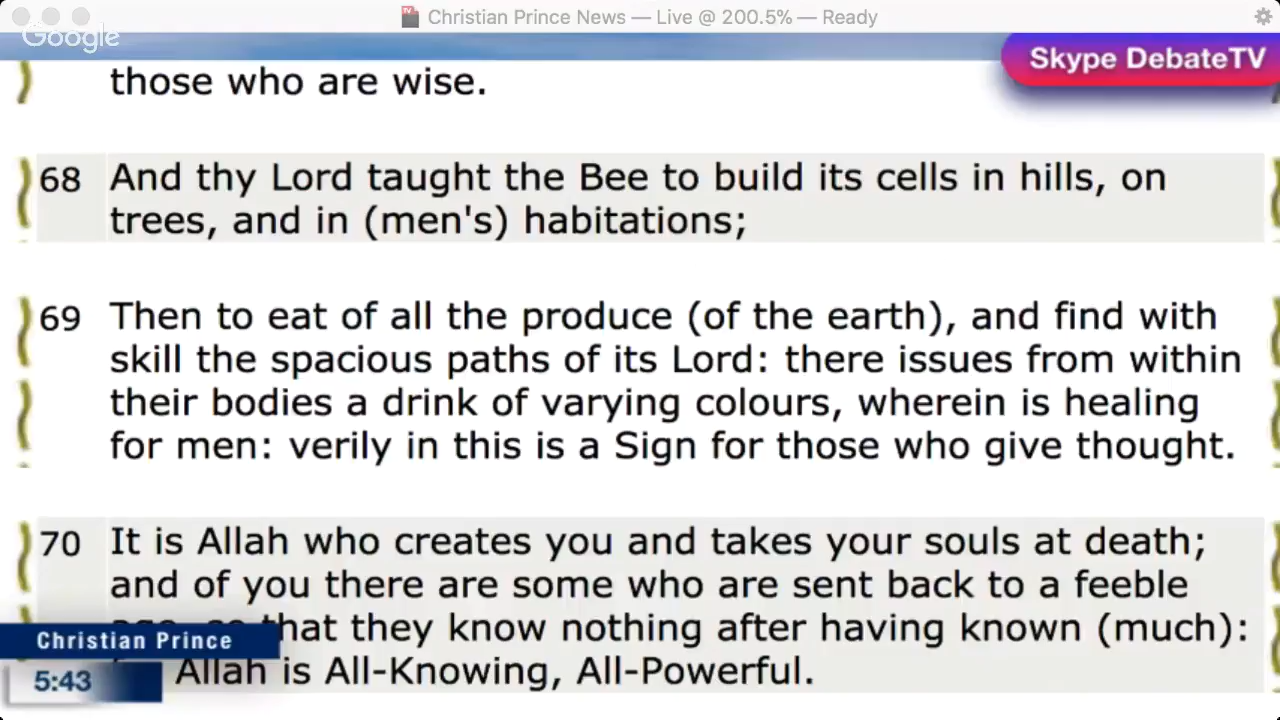 Christian Prince News — Live @ 200.5% — Ready
Google
Skype DebateTV
those who are wise.
68 And thy Lord taught the Bee to build its cells in hills, on
trees, and in (men's) habitations;
69 Then to eat of all the produce (of the earth), and find with
skill the spacious paths of its Lord: there issues from within
their bodies a drink of varying colours, wherein is healing
for men: verily in this is a Sign for those who give thought.
70 It is Allah who creates you and takes your souls at death;
and of you there are some who are sent back to a feeble
that they know nothing after having known (much):
Allah is All-Knowing, All-Powerful.
Christian Prince
5:43